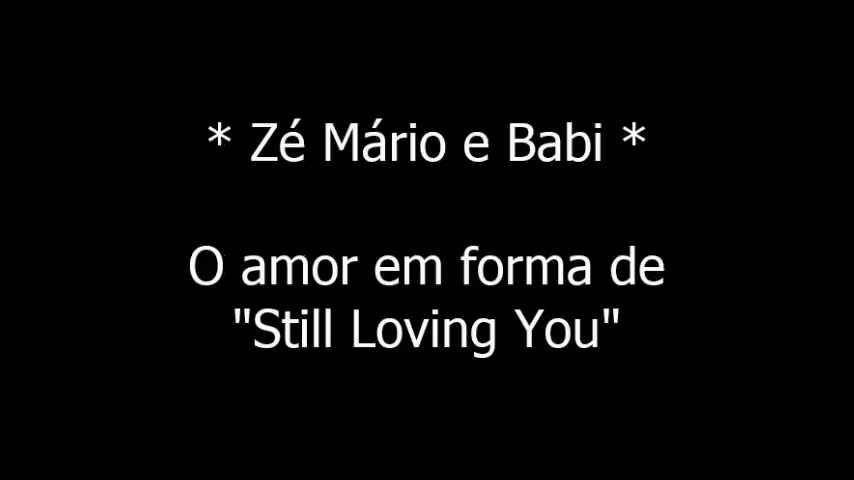 * Zé Mário e Babi *
O amor em forma de
"Still Loving You"